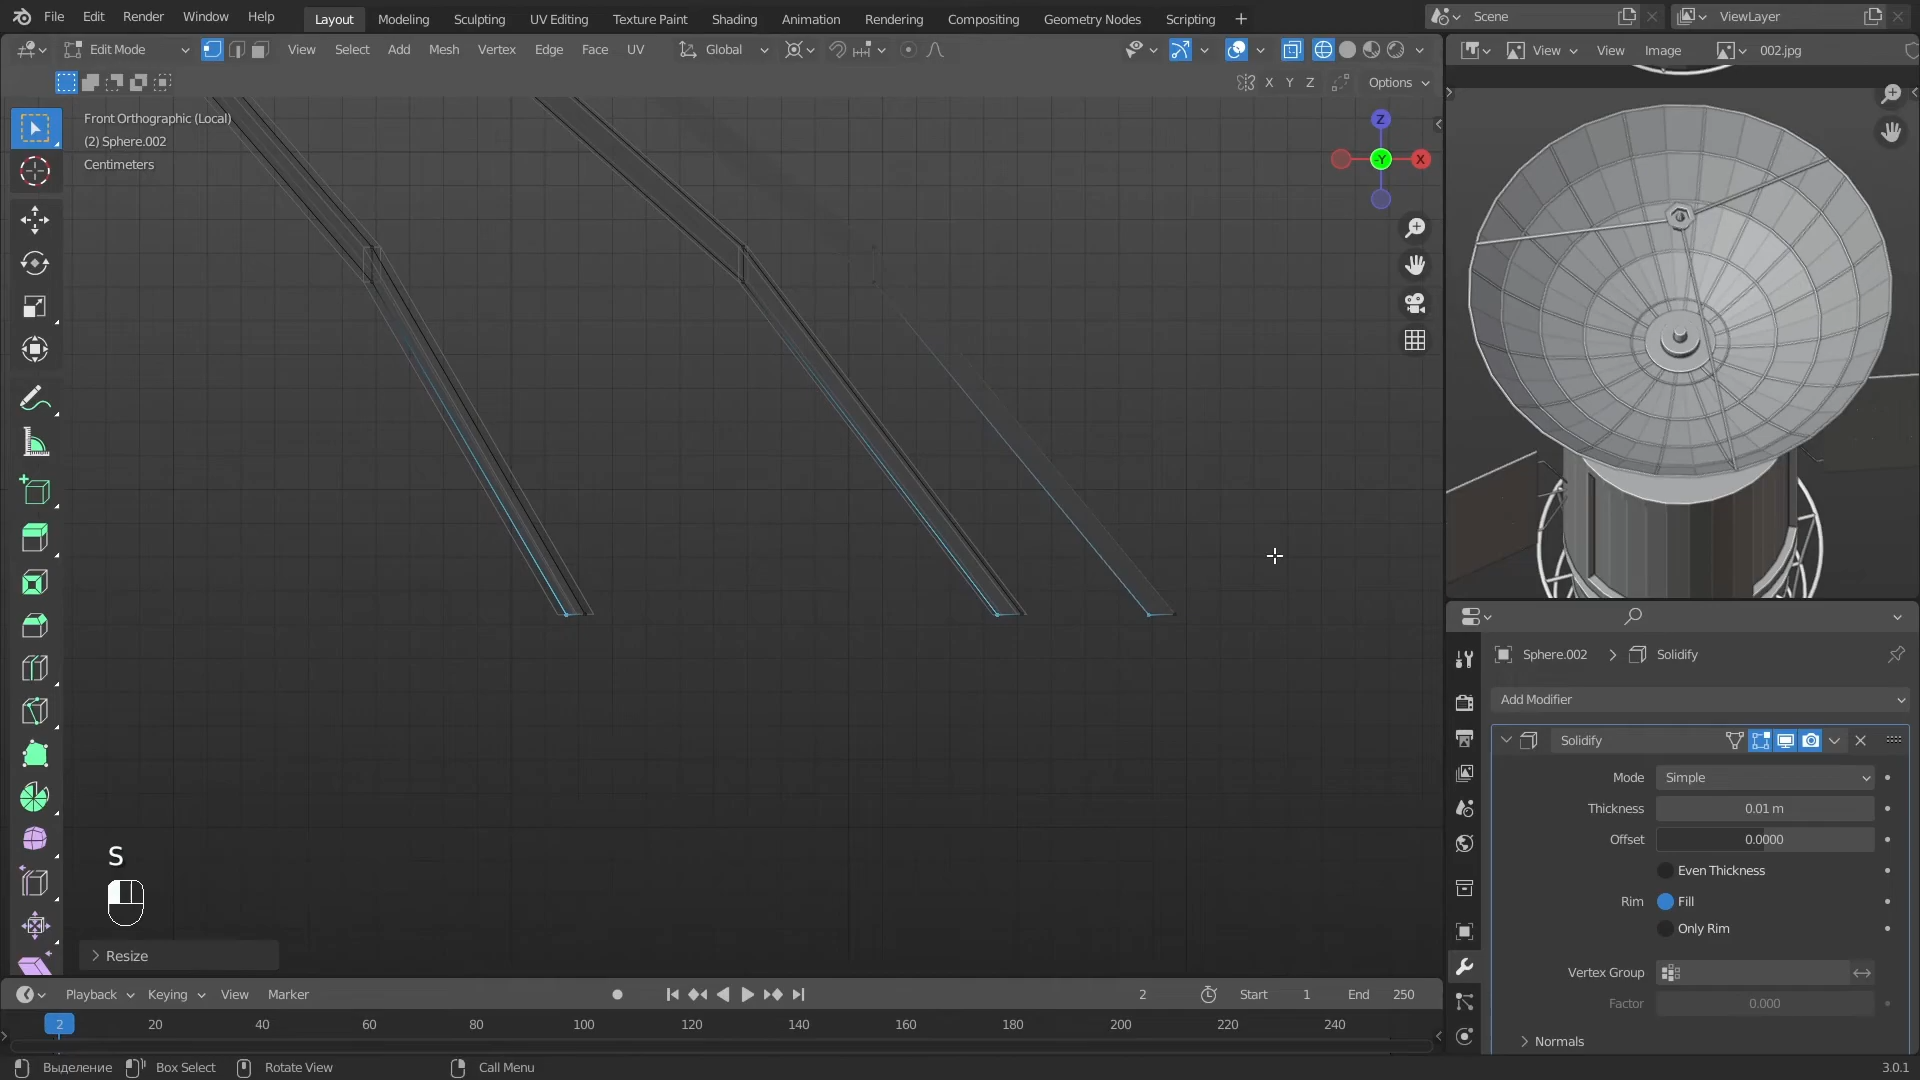 File Edit Render Window Help Layout Modeling Sculpting UV Editing Texture Paint Shading Animation Rendering Compositing Geometry Nodes Scripting + Scene ViewLayer
Edit Mode View Select Add Mesh Vertex Edge Face UV Global View View Image 002.jpg
X Y Z Options
Front Orthographic (Local)
(2) Sphere.002
Centimeters
Z
-Y X
Sphere.002 > Solidify
Add Modifier
Solidify
Mode Simple
Thickness 0.01 m
Offset 0.0000
Even Thickness
Rim Fill
Only Rim
Vertex Group
Factor 0.000
Normals
S
Resize
Playback Keying View Marker 2 Start 1 End 250
2 20 40 60 80 100 120 140 160 180 200 220 240
Выделение Box Select Rotate View Call Menu 3.0.1